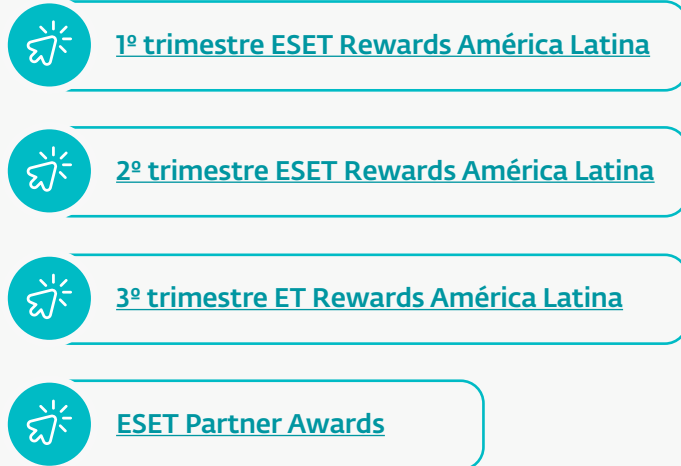 1º trimestre ESET Rewards América Latina
2º trimestre ESET Rewards América Latina
3º trimestre ET Rewards América Latina
ESET Partner Awards